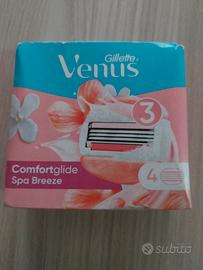 Gillette
Venus
3
Comfortglide
Spa Breeze
4
subito